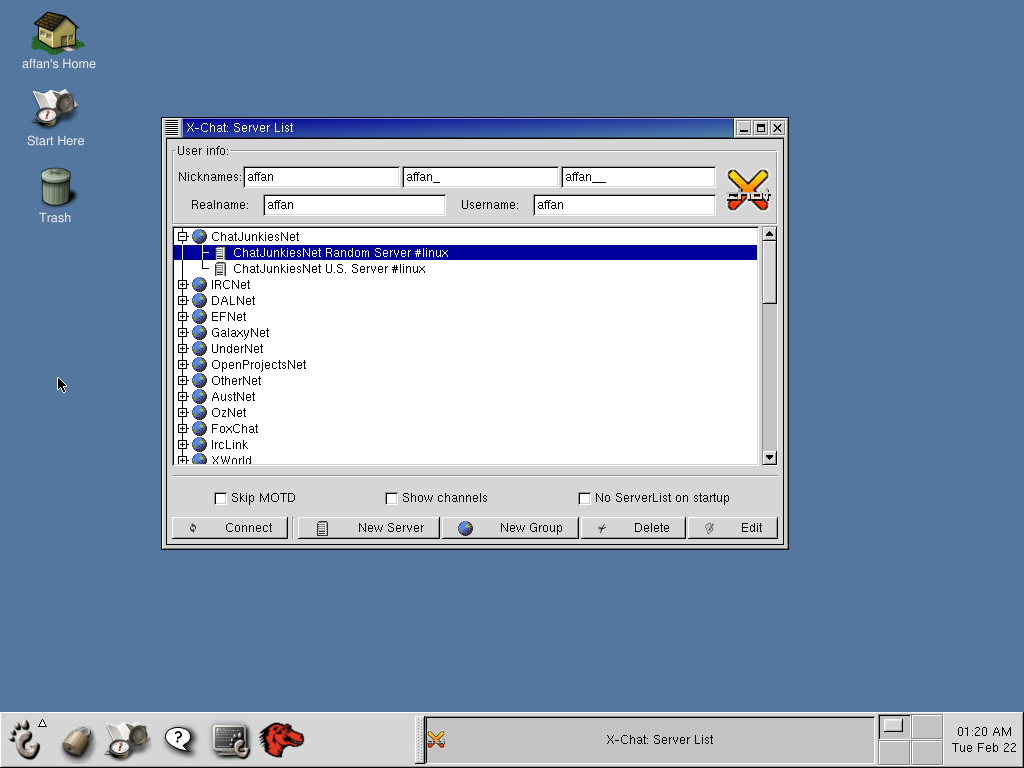 affan's Home
Start Here
Trash
X-Chat: Server List
User info:
Nicknames: affan affan_ affan__
Realname: affan Username: affan
ChatJunkiesNet
ChatJunkiesNet Random Server #linux
ChatJunkiesNet U.S. Server #linux
IRCNet
DALNet
EFNet
GalaxyNet
UnderNet
OpenProjectsNet
OtherNet
AustNet
OzNet
FoxChat
IrcLink
XWorld
Skip MOTD Show channels No ServerList on startup
Connect New Server New Group Delete Edit
X-Chat: Server List
01:20 AM
Tue Feb 22